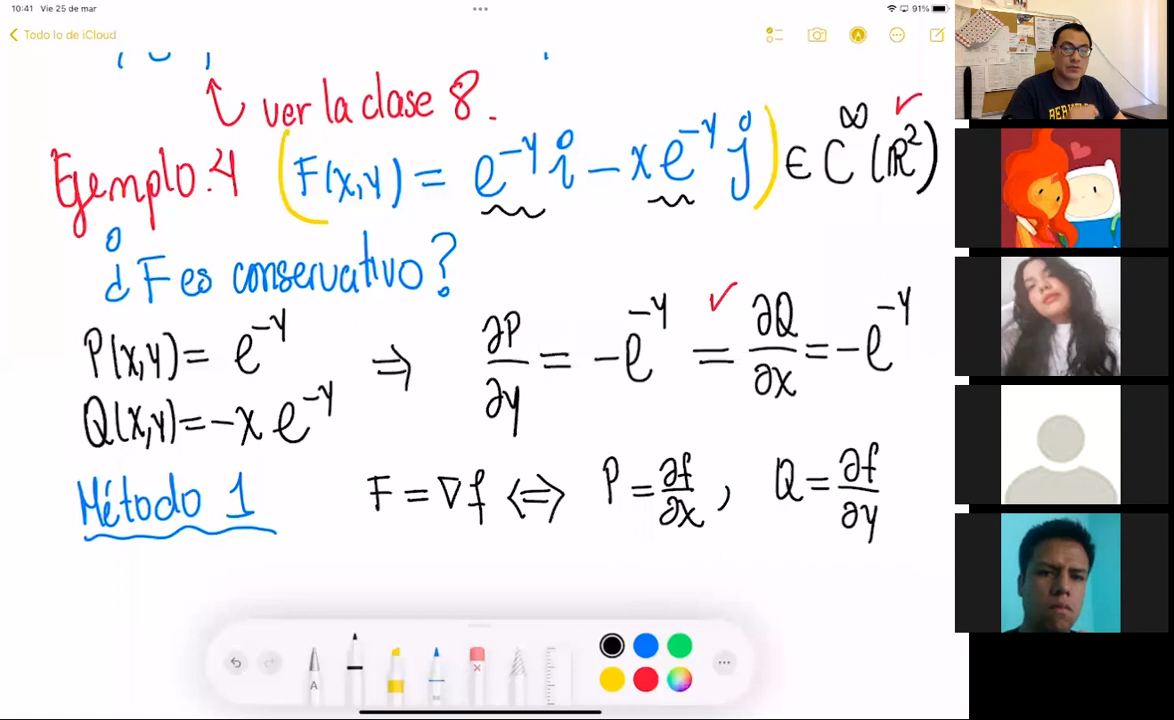 10:41 Vie 25 de mar
91%
Todo lo de iCloud
ver la clase 8.
Ejemplo.4 (F(x,y) = e^{-y} i - x e^{-y} j) ∈ C^∞(ℝ²) ✓
¿F es conservativo?
P(x,y) = e^{-y} ⇒ ∂P/∂y = -e^{-y} =✓ ∂Q/∂x = -e^{-y}
Q(x,y) = -x e^{-y}
Método 1 F = ∇f ⟺ P = ∂f/∂x, Q = ∂f/∂y
A
BERKELEY